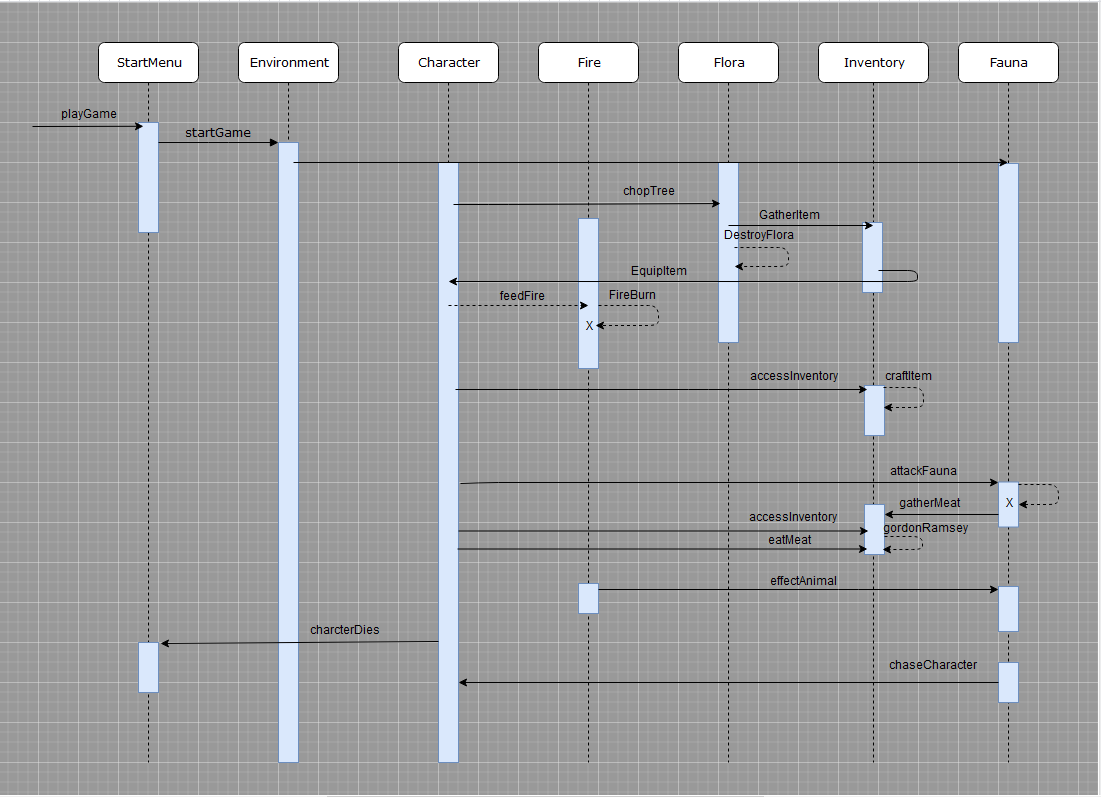 StartMenu
Environment
Character
Fire
Flora
Inventory
Fauna
playGame
startGame
chopTree
GatherItem
DestroyFlora
EquipItem
feedFire
FireBurn
X
accessInventory
craftItem
attackFauna
gatherMeat
X
accessInventory
gordonRamsey
eatMeat
effectAnimal
charcterDies
chaseCharacter